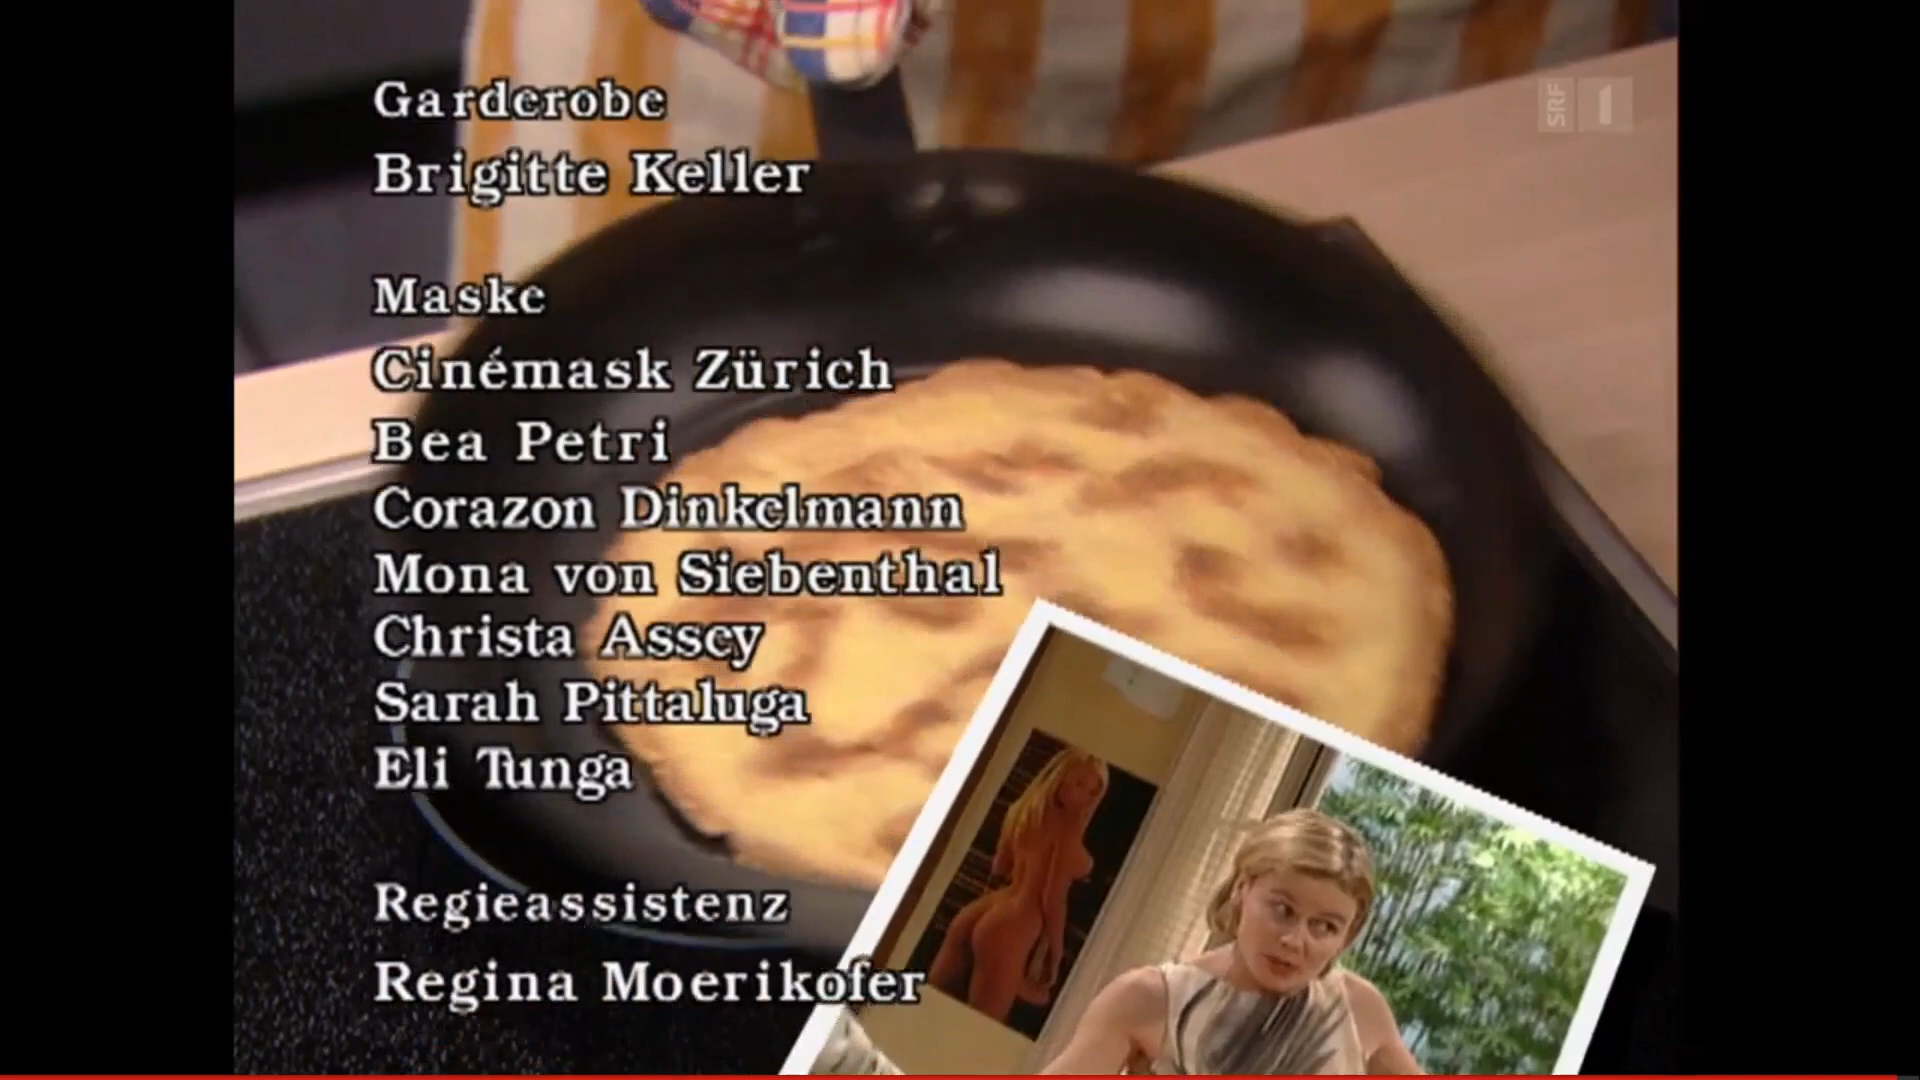 Garderobe
Brigitte Keller
Maske
Cinémask Zürich
Bea Petri
Corazon Dinkelmann
Mona von Siebenthal
Christa Assey
Sarah Pittaluga
Eli Tunga
Regieassistenz
Regina Moerikofer
SRF 1